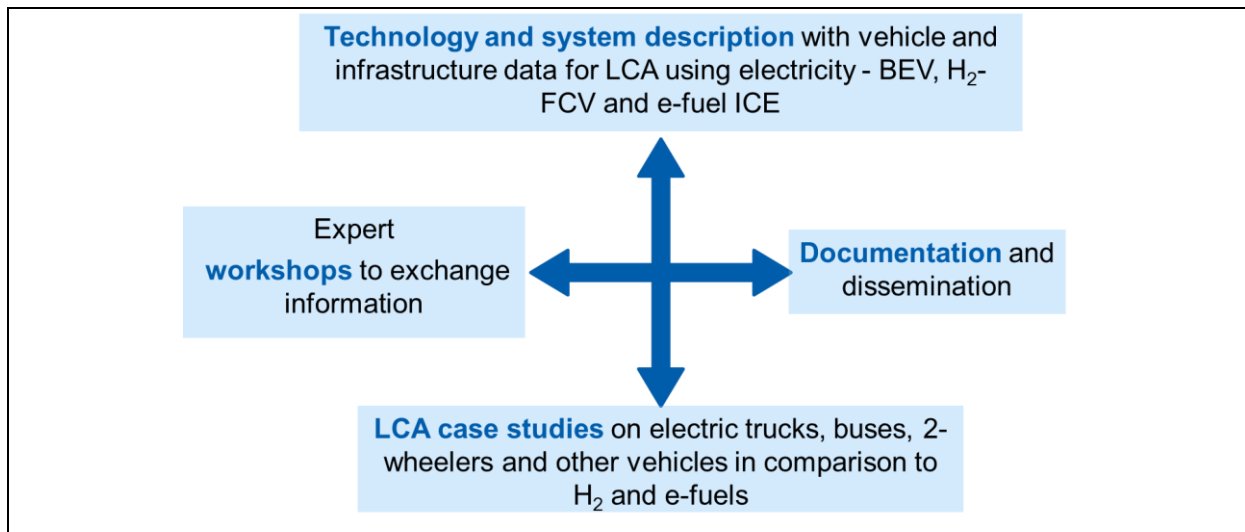 Technology and system description with vehicle and
infrastructure data for LCA using electricity - BEV, H₂-
FCV and e-fuel ICE
Expert
workshops to exchange
information
Documentation and
dissemination
LCA case studies on electric trucks, buses, 2-
wheelers and other vehicles in comparison to
H₂ and e-fuels